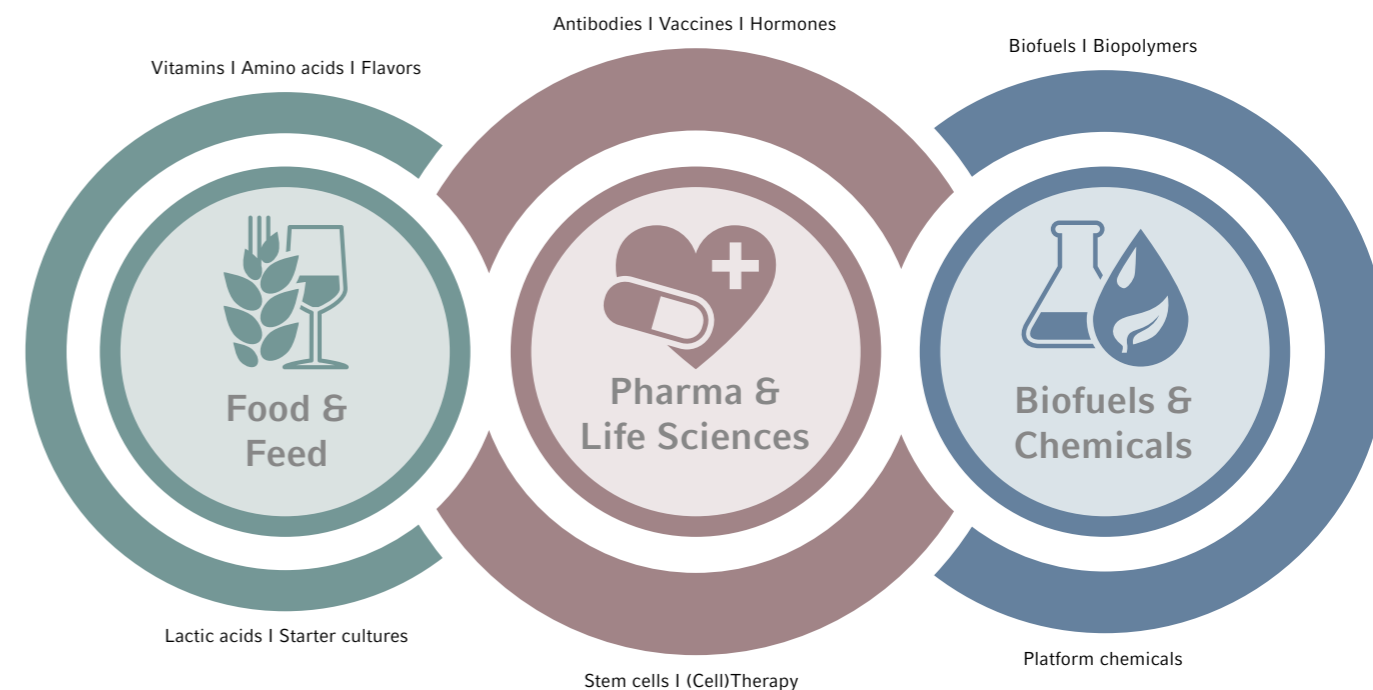 Antibodies I Vaccines I Hormones
Biofuels I Biopolymers
Vitamins I Amino acids I Flavors
Food &
Feed
Pharma &
Life Sciences
Biofuels &
Chemicals
Lactic acids I Starter cultures
Platform chemicals
Stem cells I (Cell)Therapy